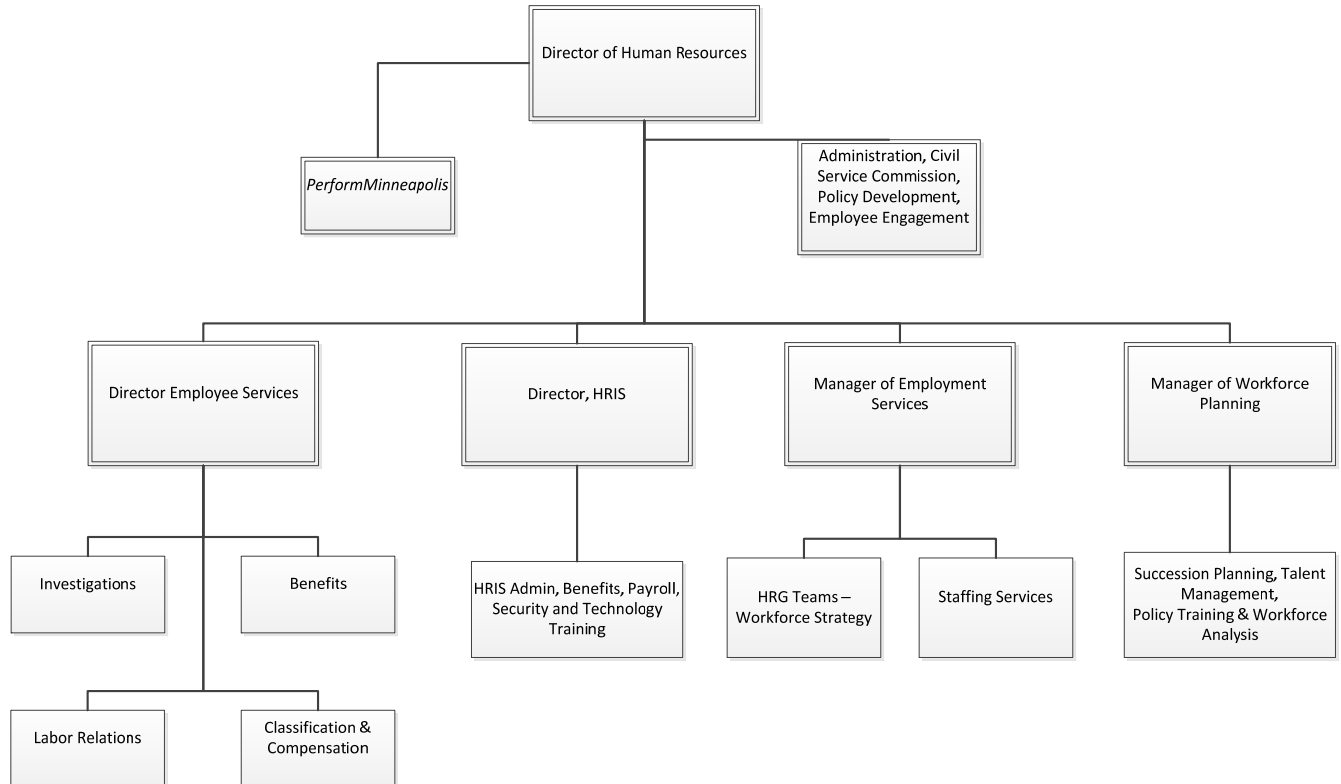 Director of Human Resources
PerformMinneapolis
Administration, Civil
Service Commission,
Policy Development,
Employee Engagement
Director Employee Services
Director, HRIS
Manager of Employment
Services
Manager of Workforce
Planning
Investigations
Benefits
HRIS Admin, Benefits, Payroll,
Security and Technology
Training
HRG Teams –
Workforce Strategy
Staffing Services
Succession Planning, Talent
Management,
Policy Training & Workforce
Analysis
Labor Relations
Classification &
Compensation